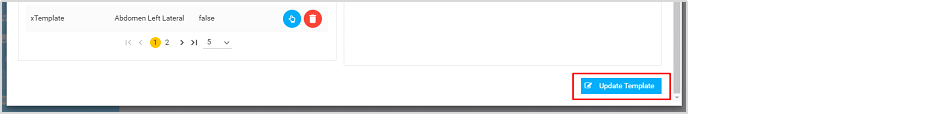 xTemplate Abdomen Left Lateral false
1 2 5
Update Template